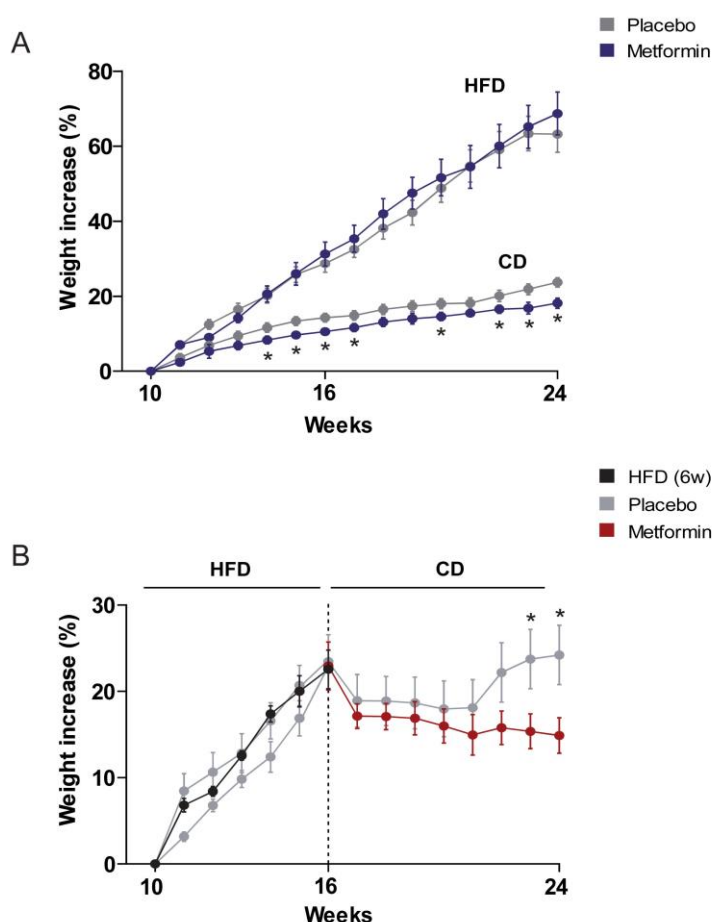 Placebo
Metformin
A
HFD
CD
Weight increase (%)
80
60
40
20
0
* * * * * * * *
10 16 24
Weeks
HFD (6w)
Placebo
Metformin
B
HFD CD
Weight increase (%)
30
20
10
0
* *
10 16 24
Weeks